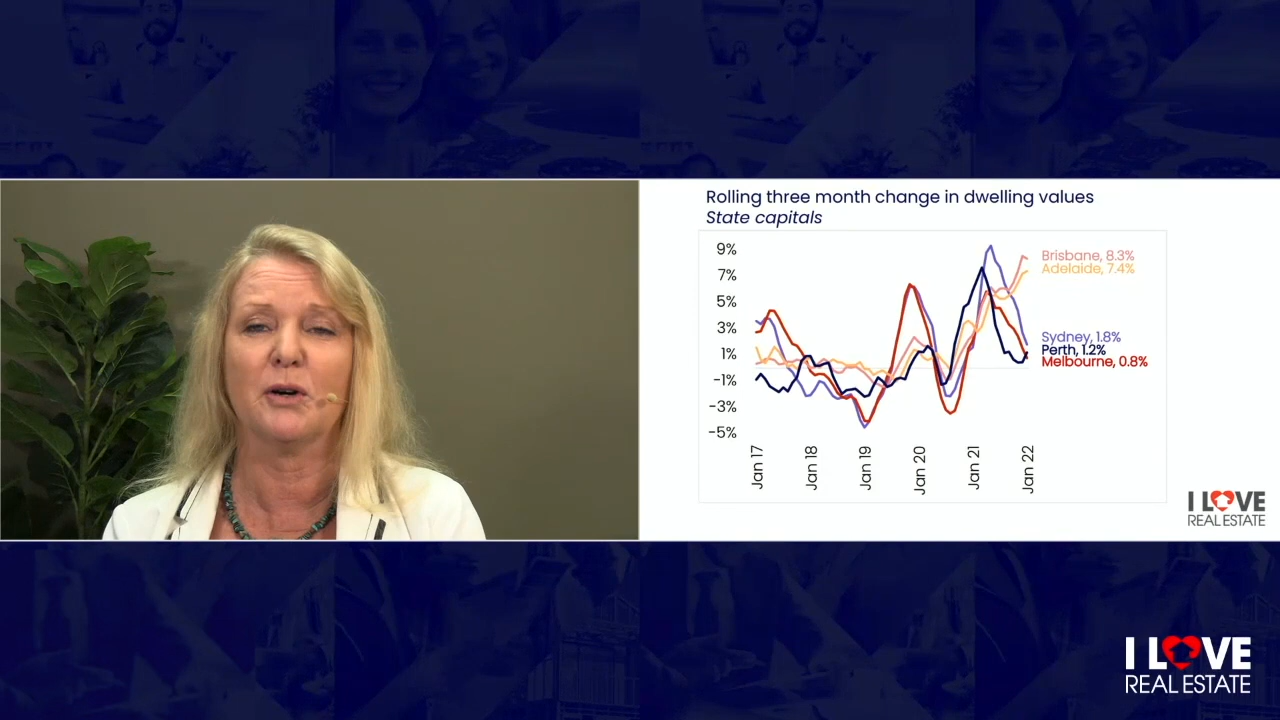 Rolling three month change in dwelling values
State capitals
9%
7%
5%
3%
1%
-1%
-3%
-5%
Brisbane, 8.3%
Adelaide, 7.4%
Sydney, 1.8%
Perth, 1.2%
Melbourne, 0.8%
Jan 17
Jan 18
Jan 19
Jan 20
Jan 21
Jan 22
I LOVE
REAL ESTATE
I LOVE
REAL ESTATE